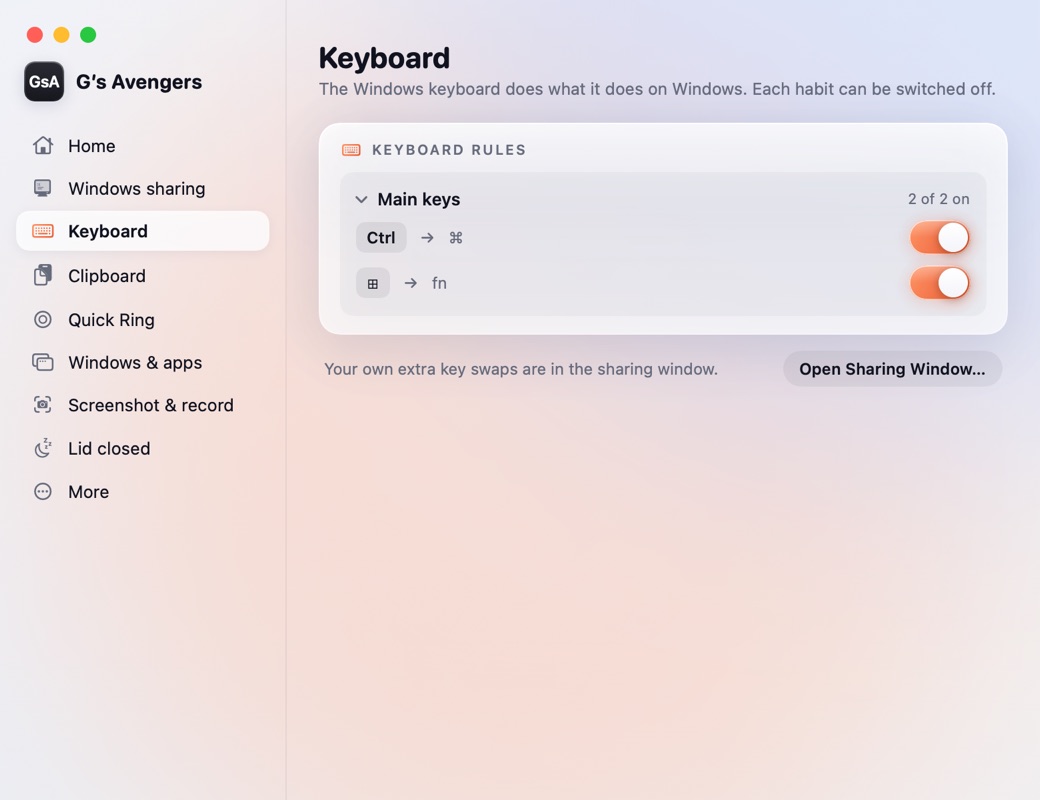 GsA G's Avengers
Home
Windows sharing
Keyboard
Clipboard
Quick Ring
Windows & apps
Screenshot & record
Lid closed
More
Keyboard
The Windows keyboard does what it does on Windows. Each habit can be switched off.
KEYBOARD RULES
Main keys 2 of 2 on
Ctrl → ⌘
⊞ → fn
Your own extra key swaps are in the sharing window. Open Sharing Window...